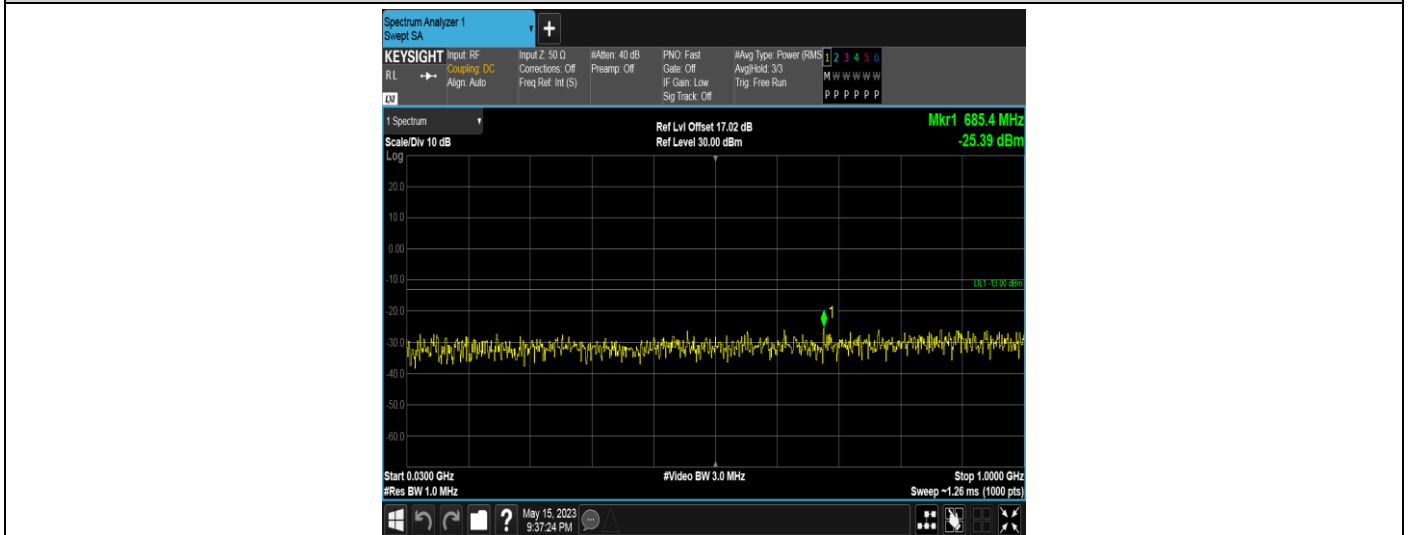 Spectrum Analyzer 1
Swept SA
+
KEYSIGHT
RL
LXI
Input: RF
Coupling: DC
Align: Auto
Input Z: 50 Ω
Corrections: Off
Freq Ref: Int (S)
#Atten: 40 dB
Preamp: Off
PNO: Fast
Gate: Off
IF Gain: Low
Sig Track: Off
#Avg Type: Power (RMS
Avg|Hold: 3/3
Trig: Free Run
1 2 3 4 5 6
M W W W W W
P P P P P P
1 Spectrum
Scale/Div 10 dB
Log
Ref Lvl Offset 17.02 dB
Ref Level 30.00 dBm
Mkr1 685.4 MHz
-25.39 dBm
20.0
10.0
0.00
-10.0
DL1 -13.00 dBm
-20.0
1
-30.0
-40.0
-50.0
-60.0
Start 0.0300 GHz
#Res BW 1.0 MHz
#Video BW 3.0 MHz
Stop 1.0000 GHz
Sweep ~1.26 ms (1000 pts)
?
May 15, 2023
9:37:24 PM